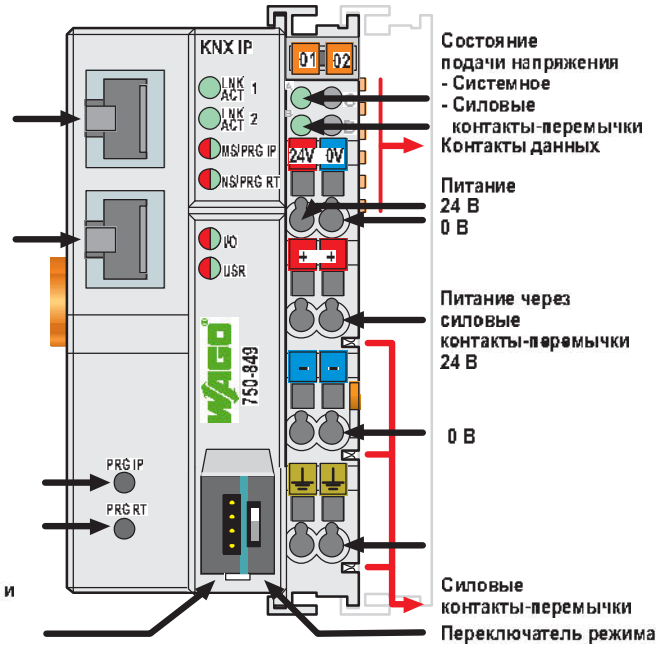 KNX IP
LNK
ACT 1
LNK
ACT 2
MS/PRG IP
NS/PRG RT
I/O
USR
WAGO
®
750-849
PRG IP
PRG RT
01 02
A
C
B
D
24V 0V
+ +
- -
Состояние
подачи напряжения
- Системное
- Силовые
контакты-перемычки
Контакты данных
Питание
24 В
0 В
Питание через
силовые
контакты-перемычки
24 В
0 В
Силовые
контакты-перемычки
Переключатель режима
и